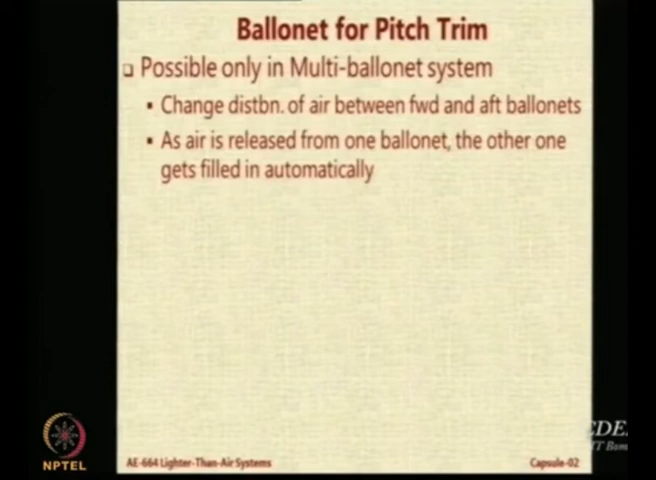 Ballonet for Pitch Trim
Possible only in Multi-ballonet system
Change distbn. of air between fwd and aft ballonets
As air is released from one ballonet, the other one
gets filled in automatically
NPTEL
AE-664 Lighter-Than-Air Systems
Capsule-02